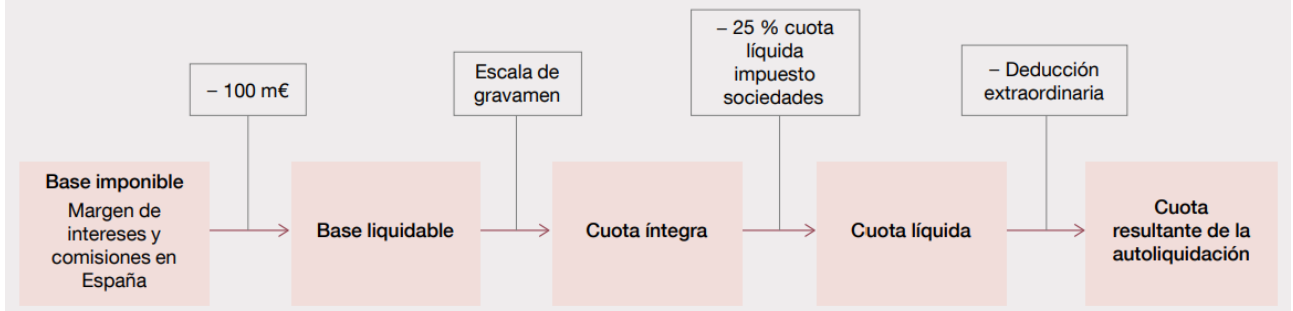 – 100 m€
Escala de
gravamen
– 25 % cuota
líquida
impuesto
sociedades
– Deducción
extraordinaria
Base imponible
Margen de
intereses y
comisiones en
España
Base liquidable
Cuota íntegra
Cuota líquida
Cuota
resultante de la
autoliquidación